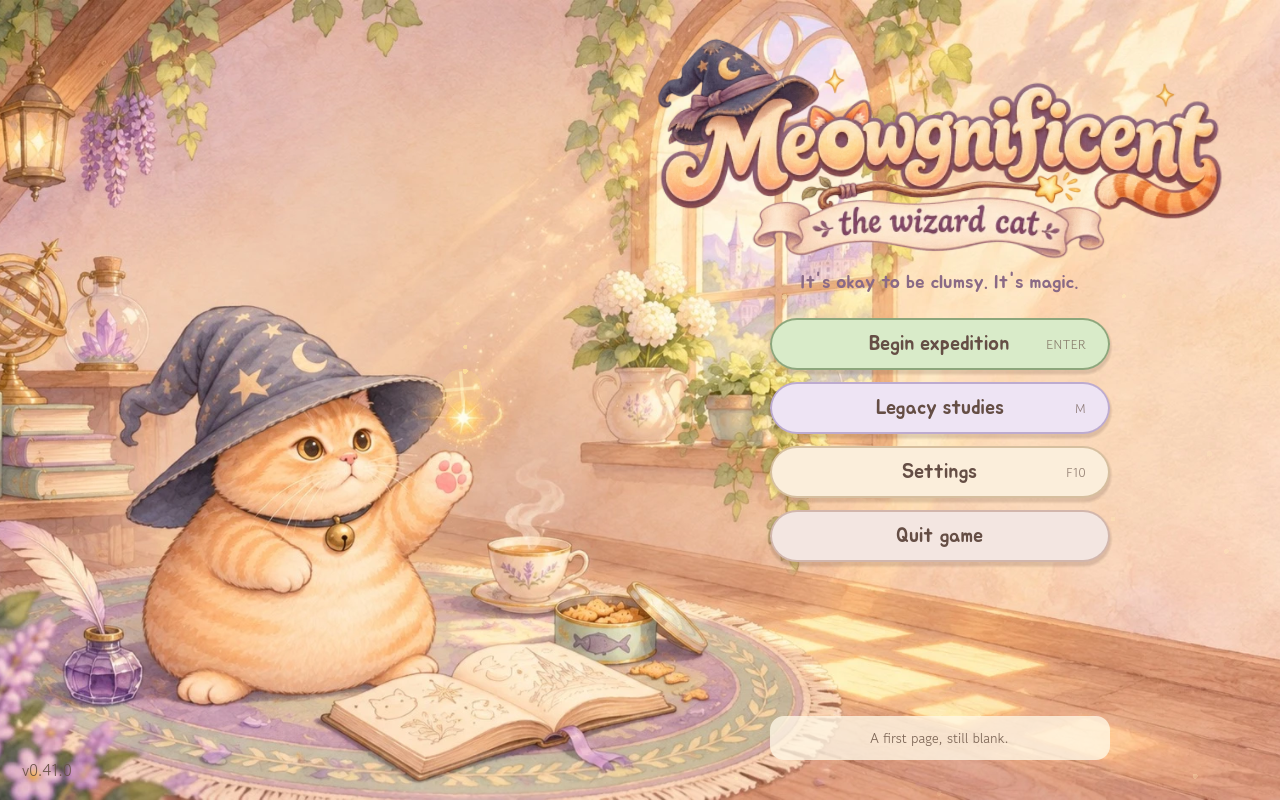 Meowgnificent
the wizard cat
It's okay to be clumsy. It's magic.
Begin expedition ENTER
Legacy studies M
Settings F10
Quit game
A first page, still blank.
v0.41.0